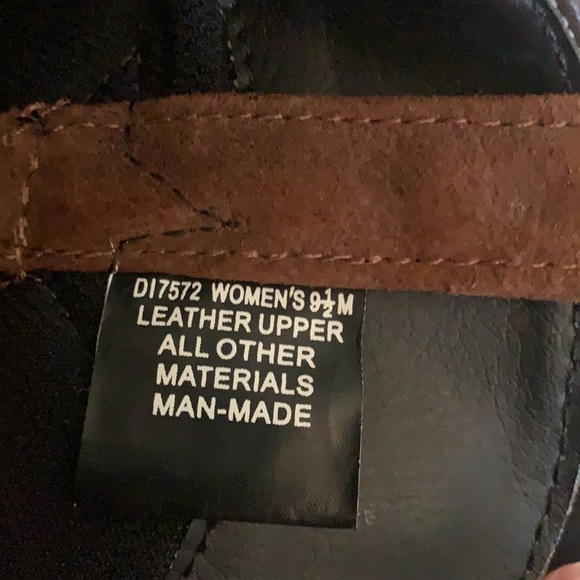 DI7572 WOMEN'S 9½M
LEATHER UPPER
ALL OTHER
MATERIALS
MAN-MADE